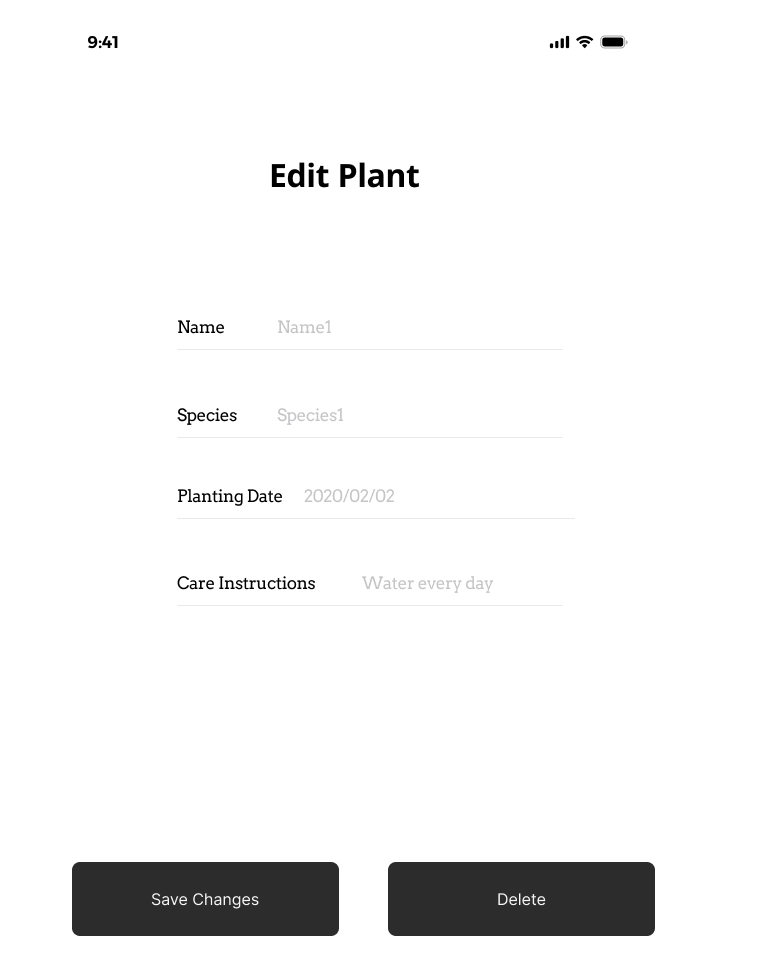 9:41
Edit Plant
Name Name1
Species Species1
Planting Date 2020/02/02
Care Instructions Water every day
Save Changes Delete